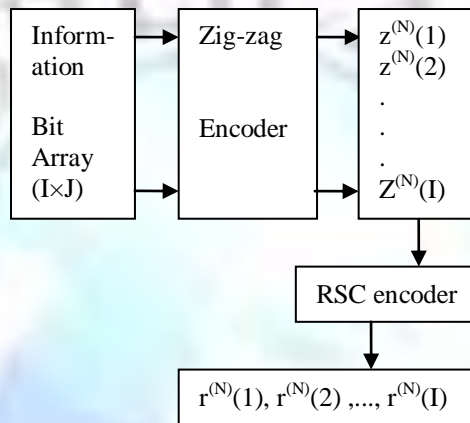 Inform-
ation
Bit
Array
(I×J)
Zig-zag
Encoder
z⁽ᴺ⁾(1)
z⁽ᴺ⁾(2)
.
.
.
Z⁽ᴺ⁾(I)
RSC encoder
r⁽ᴺ⁾(1), r⁽ᴺ⁾(2) ,..., r⁽ᴺ⁾(I)